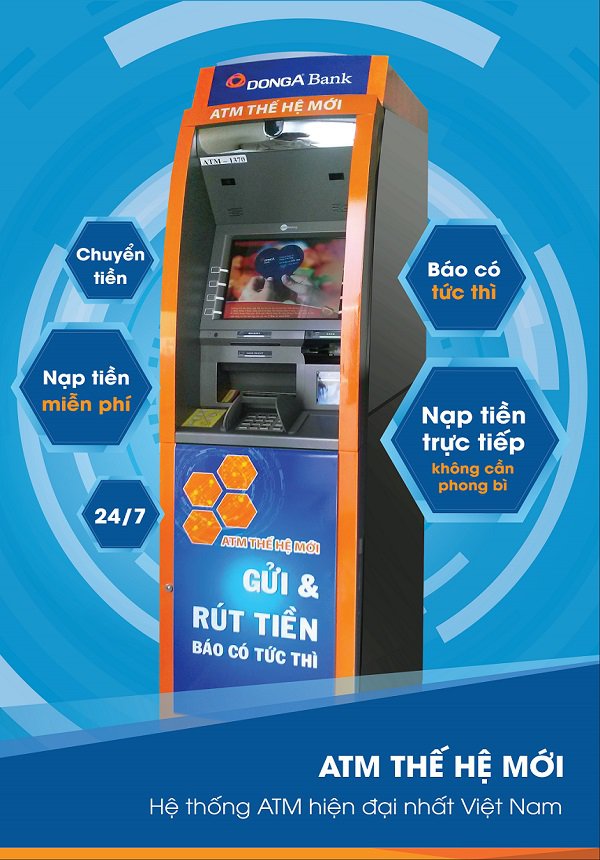 DONGA Bank
ATM THẾ HỆ MỚI
ATM – 1370
Chuyển
tiền
Báo có
tức thì
Nạp tiền
miễn phí
Nạp tiền
trực tiếp
không cần
phong bì
24/7
ATM THẾ HỆ MỚI
GỬI &
RÚT TIỀN
BÁO CÓ TỨC THÌ
ATM THẾ HỆ MỚI
Hệ thống ATM hiện đại nhất Việt Nam